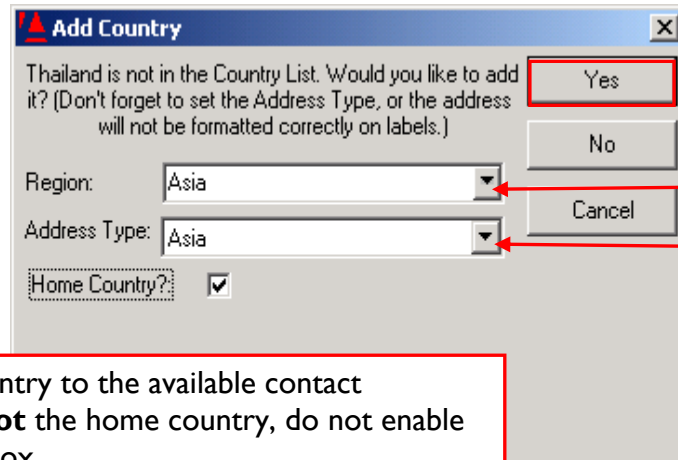 Add Country
Thailand is not in the Country List. Would you like to add
it? (Don't forget to set the Address Type, or the address
will not be formatted correctly on labels.)
Yes
No
Cancel
Region:
Asia
Address Type:
Asia
Home Country?:
to the available contact
the home country, do not enable